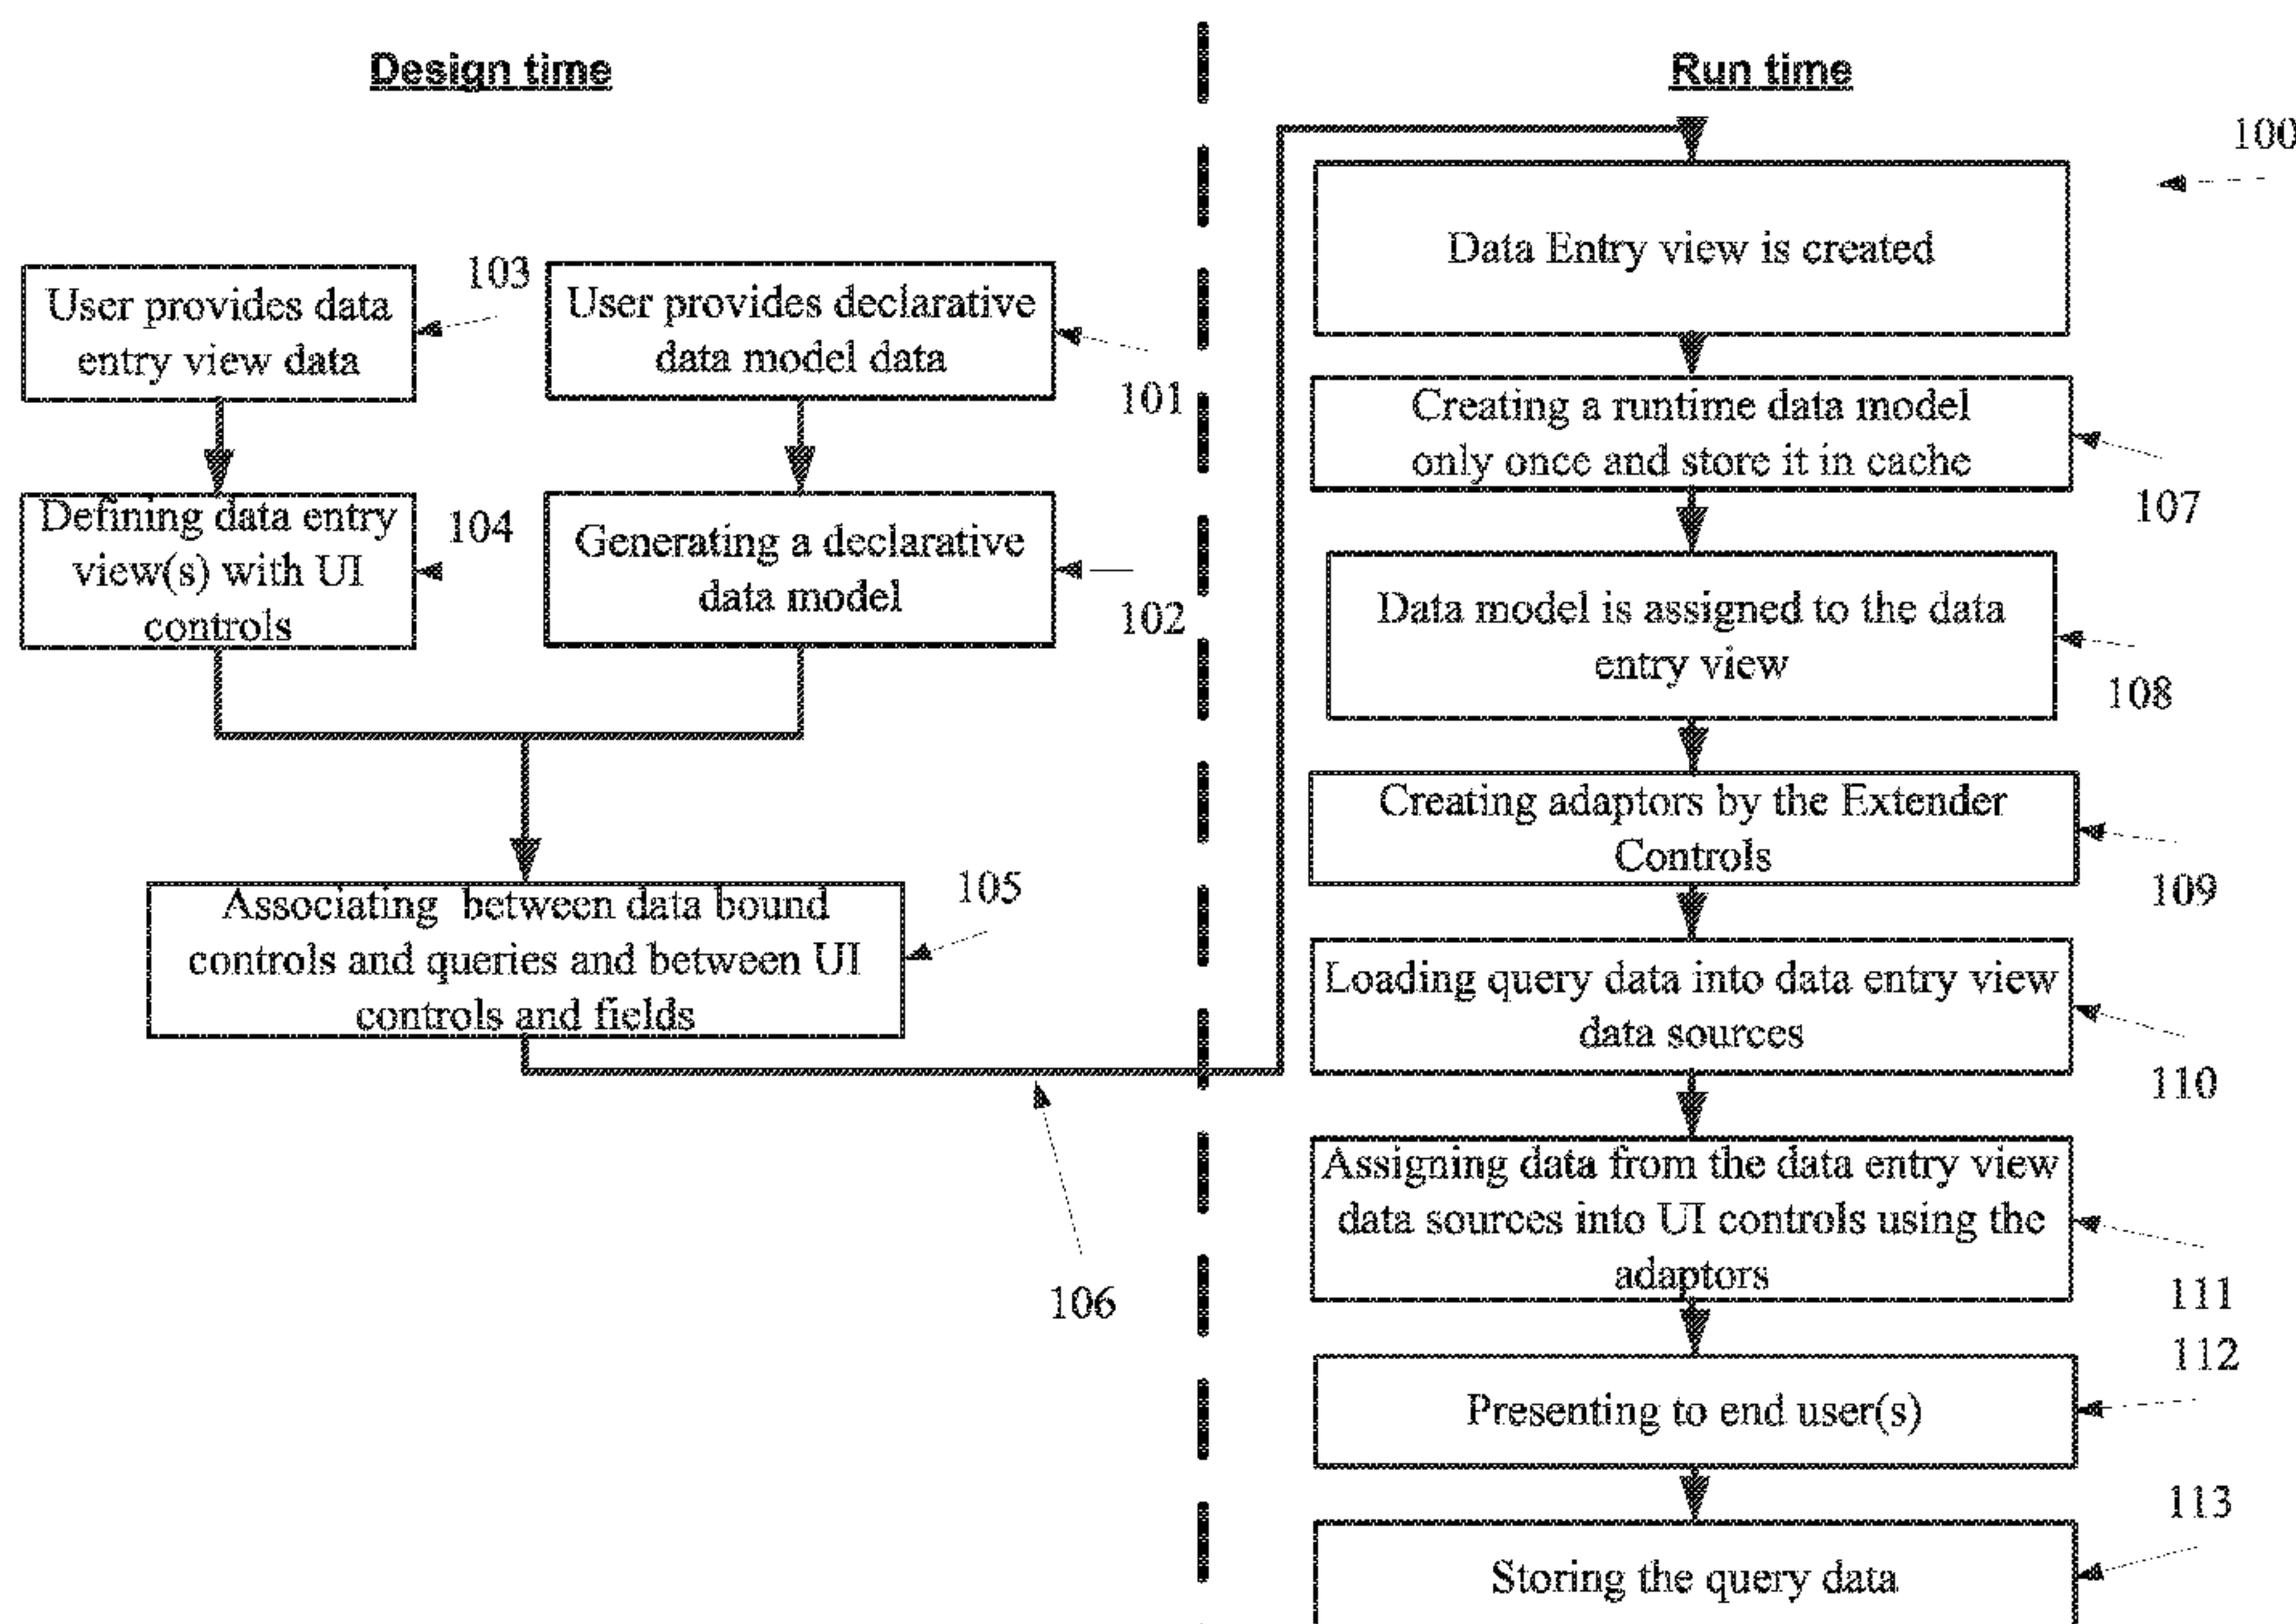 Design time
User provides data
entry view data
103
User provides declarative
data model data
101
Defining data entry
view(s) with UI
controls
104
Generating a declarative
data model
102
Associating between data bound
controls and queries and between UI
controls and fields
105
106
Run time
100
Data Entry view is created
Creating a runtime data model
only once and store it in cache
107
Data model is assigned to the data
entry view
108
Creating adaptors by the Extender
Controls
109
Loading query data into data entry view
data sources
110
Assigning data from the data entry view
data sources into UI controls using the
adaptors
111
112
Presenting to end user(s)
113
Storing the query data